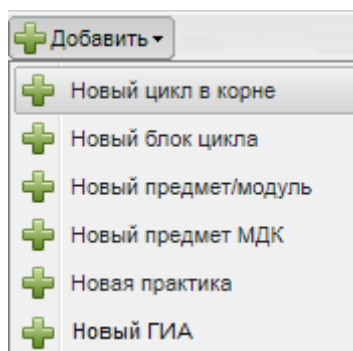 Добавить
Новый цикл в корне
Новый блок цикла
Новый предмет/модуль
Новый предмет МДК
Новая практика
Новый ГИА